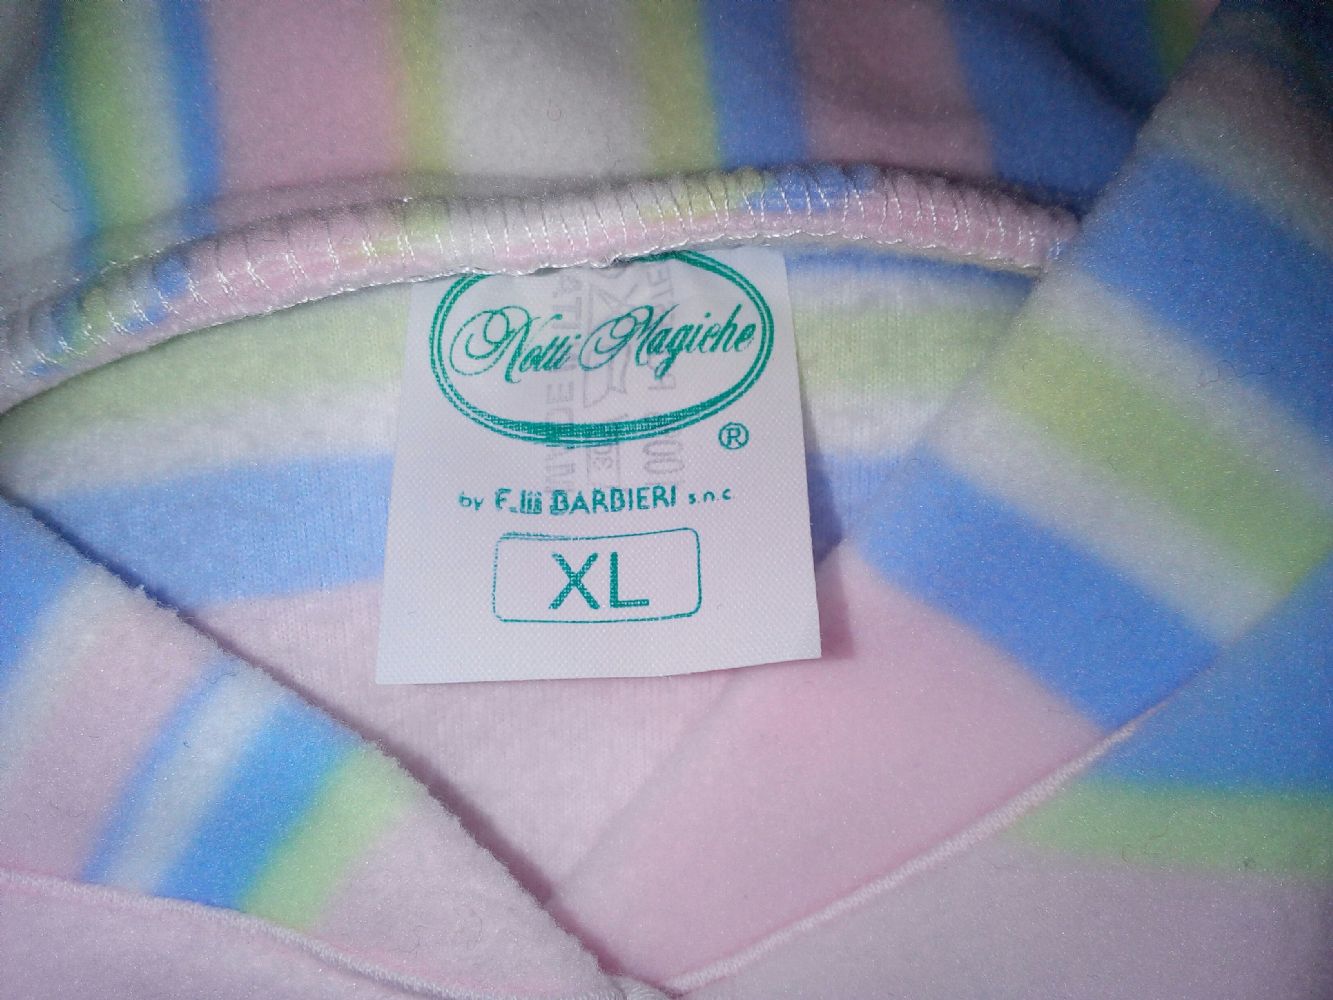 Notti Magiche
®
by F.lli BARBIERI s.n.c
XL